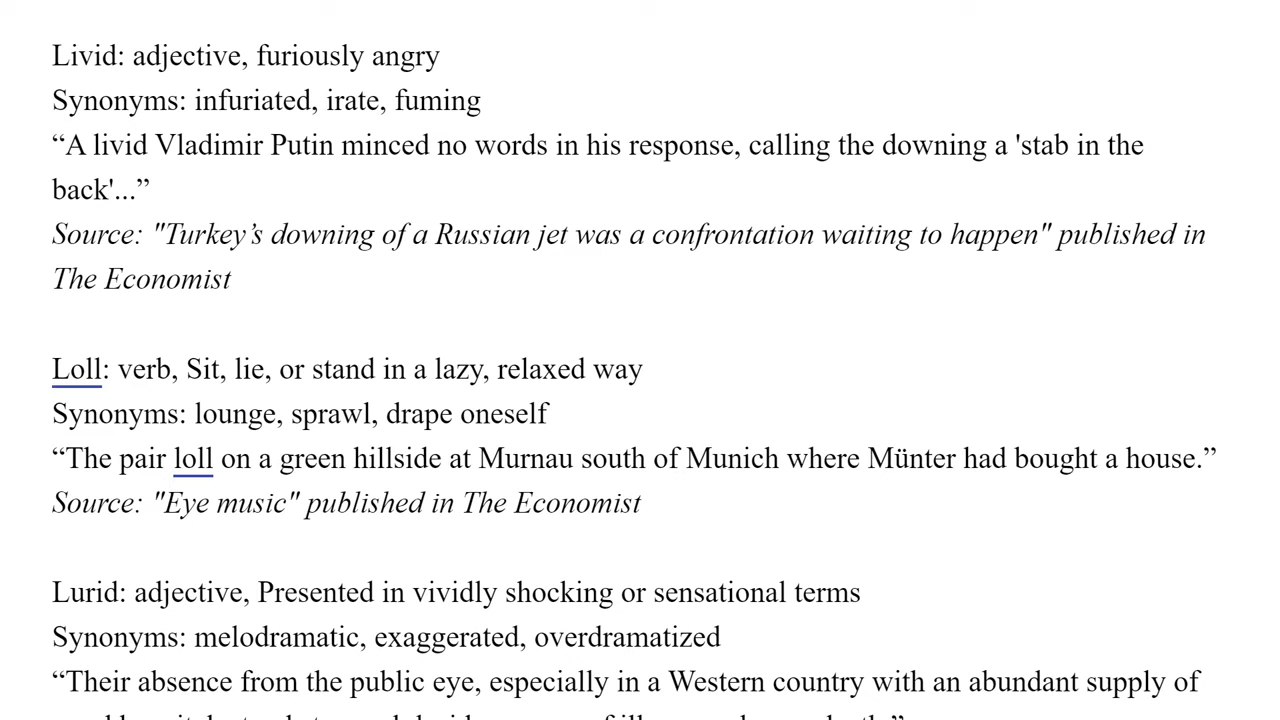 Livid: adjective, furiously angry
Synonyms: infuriated, irate, fuming
“A livid Vladimir Putin minced no words in his response, calling the downing a 'stab in the
back'...”
Source: "Turkey’s downing of a Russian jet was a confrontation waiting to happen" published in
The Economist
Loll: verb, Sit, lie, or stand in a lazy, relaxed way
Synonyms: lounge, sprawl, drape oneself
“The pair loll on a green hillside at Murnau south of Munich where Münter had bought a house.”
Source: "Eye music" published in The Economist
Lurid: adjective, Presented in vividly shocking or sensational terms
Synonyms: melodramatic, exaggerated, overdramatized
“Their absence from the public eye, especially in a Western country with an abundant supply of